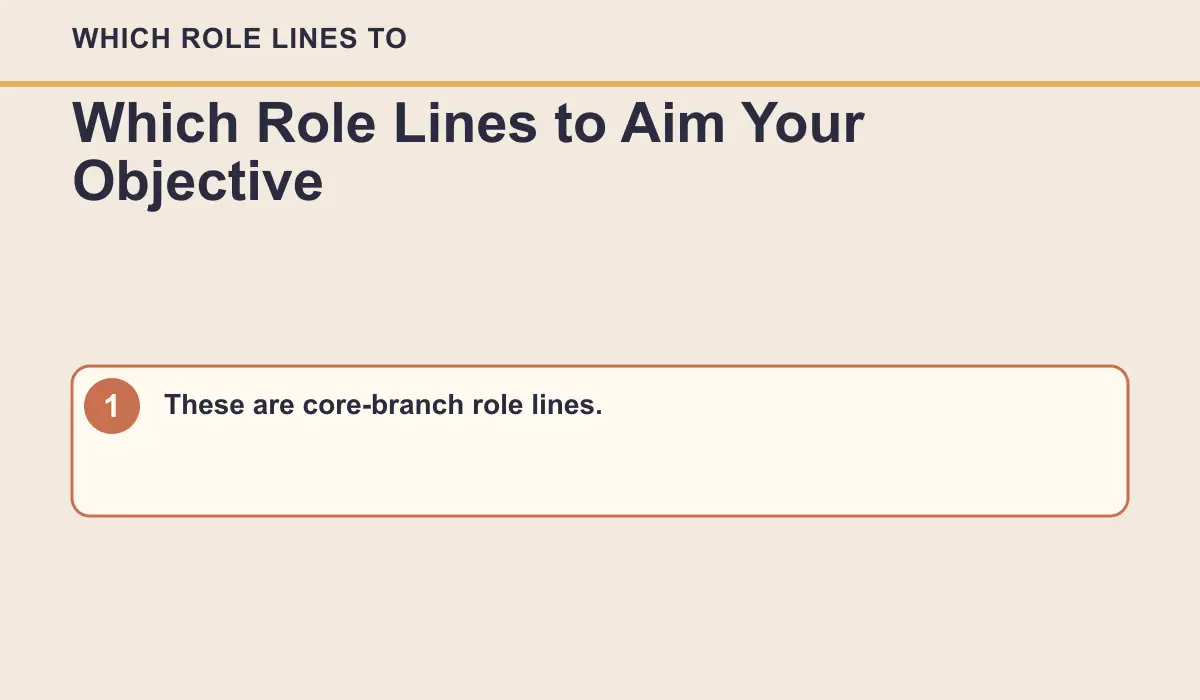 WHICH ROLE LINES TO
Which Role Lines to Aim Your
Objective
1
These are core-branch role lines.